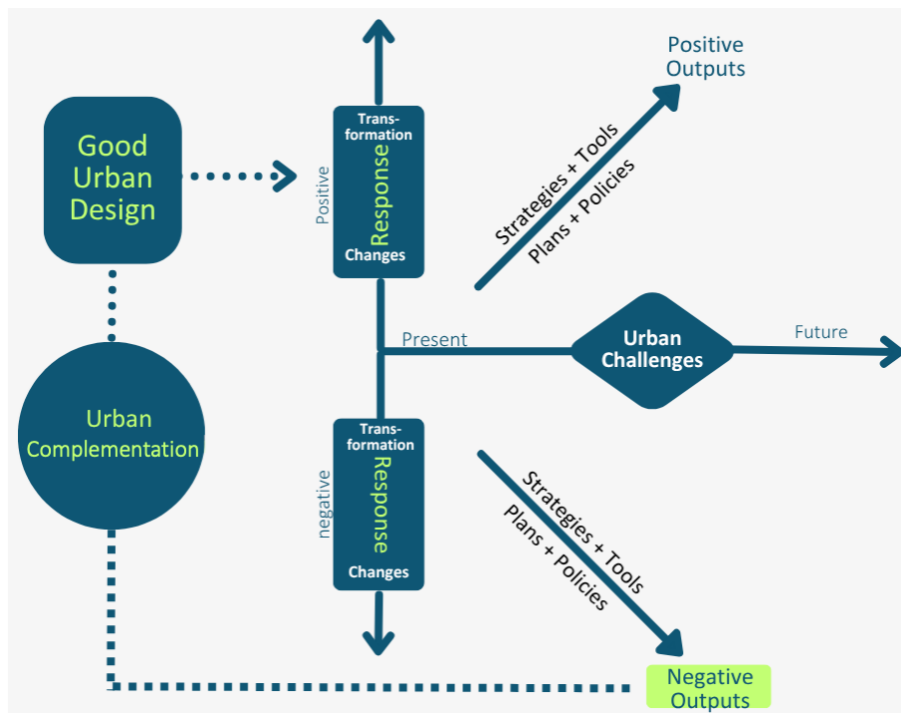 Positive
Outputs
Good
Urban
Design
Trans-
formation
Response
Changes
Positive
Strategies + Tools
Plans + Policies
Present
Urban
Challenges
Future
Urban
Complementation
Trans-
formation
Response
Changes
negative
Strategies + Tools
Plans + Policies
Negative
Outputs